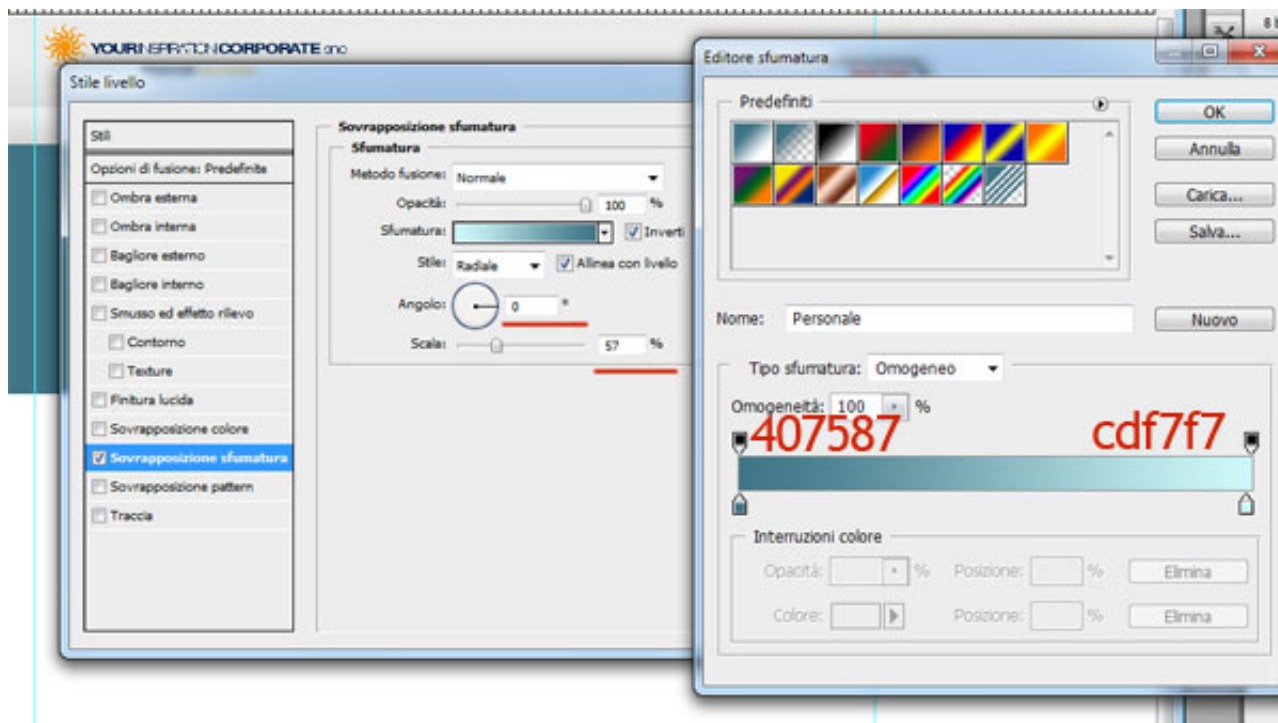 YOURINSPIRATIONCORPORATE
Stile livello
Stili
Opzioni di fusione: Predefinite
Ombra esterna
Ombra interna
Bagliore esterno
Bagliore interno
Smusso ed effetto rilievo
Contorno
Texture
Finitura lucida
Sovrapposizione colore
Sovrapposizione sfumatura
Sovrapposizione pattern
Traccia
Sovrapposizione sfumatura
Sfumatura
Metodo fusione: Normale
Opacità: 100 %
Sfumatura: Inverti
Stile: Radiale Allinea con livello
Angolo: 0 °
Scala: 57 %
Editore sfumatura
Predefiniti
OK
Annulla
Carica...
Salva...
Nome: Personale
Nuovo
Tipo sfumatura: Omogeneo
Omogeneità: 100 %
407587 cdf7f7
Interruzioni colore
Opacità: % Posizione: % Elimina
Colore: Posizione: % Elimina